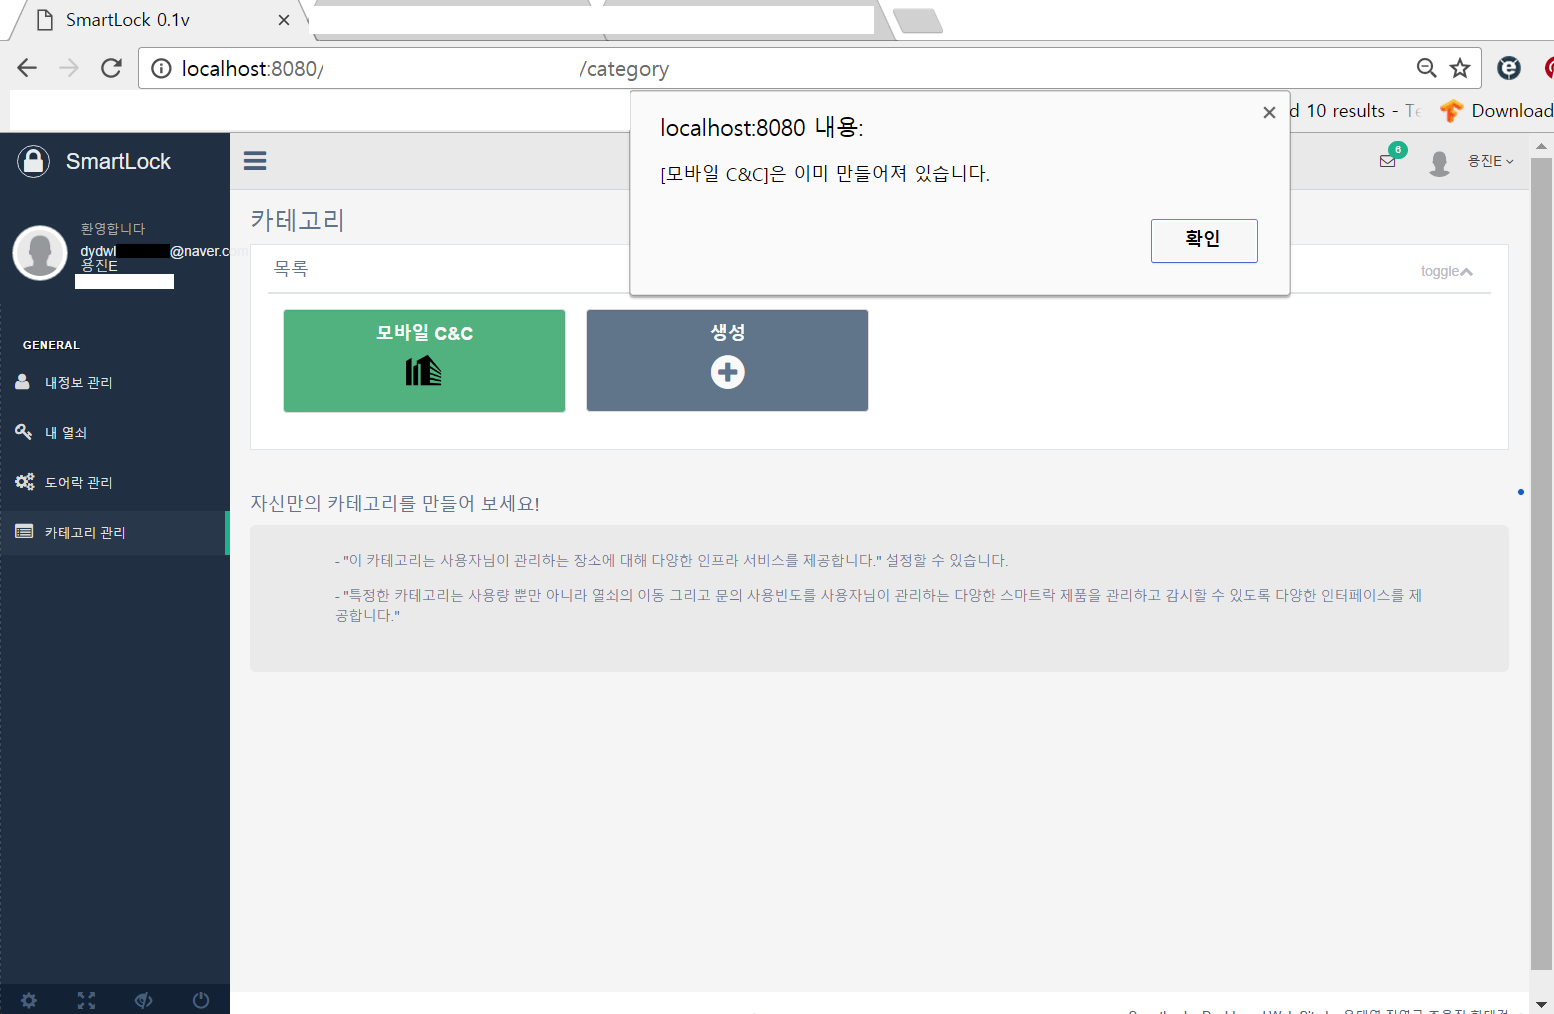 SmartLock 0.1v
localhost:8080/
/category
d 10 results - Te
Download
SmartLock
localhost:8080 내용:
[모바일 C&C]은 이미 만들어져 있습니다.
확인
6
용진E
환영합니다
dydwl
@naver.com
용진E
카테고리
목록
toggle
모바일 C&C
생성
GENERAL
내정보 관리
내 열쇠
도어락 관리
카테고리 관리
자신만의 카테고리를 만들어 보세요!
- "이 카테고리는 사용자님이 관리하는 장소에 대해 다양한 인프라 서비스를 제공합니다." 설정할 수 있습니다.
- "특정한 카테고리는 사용량 뿐만 아니라 열쇠의 이동 그리고 문의 사용빈도를 사용자님이 관리하는 다양한 스마트락 제품을 관리하고 감시할 수 있도록 다양한 인터페이스를 제
공합니다."